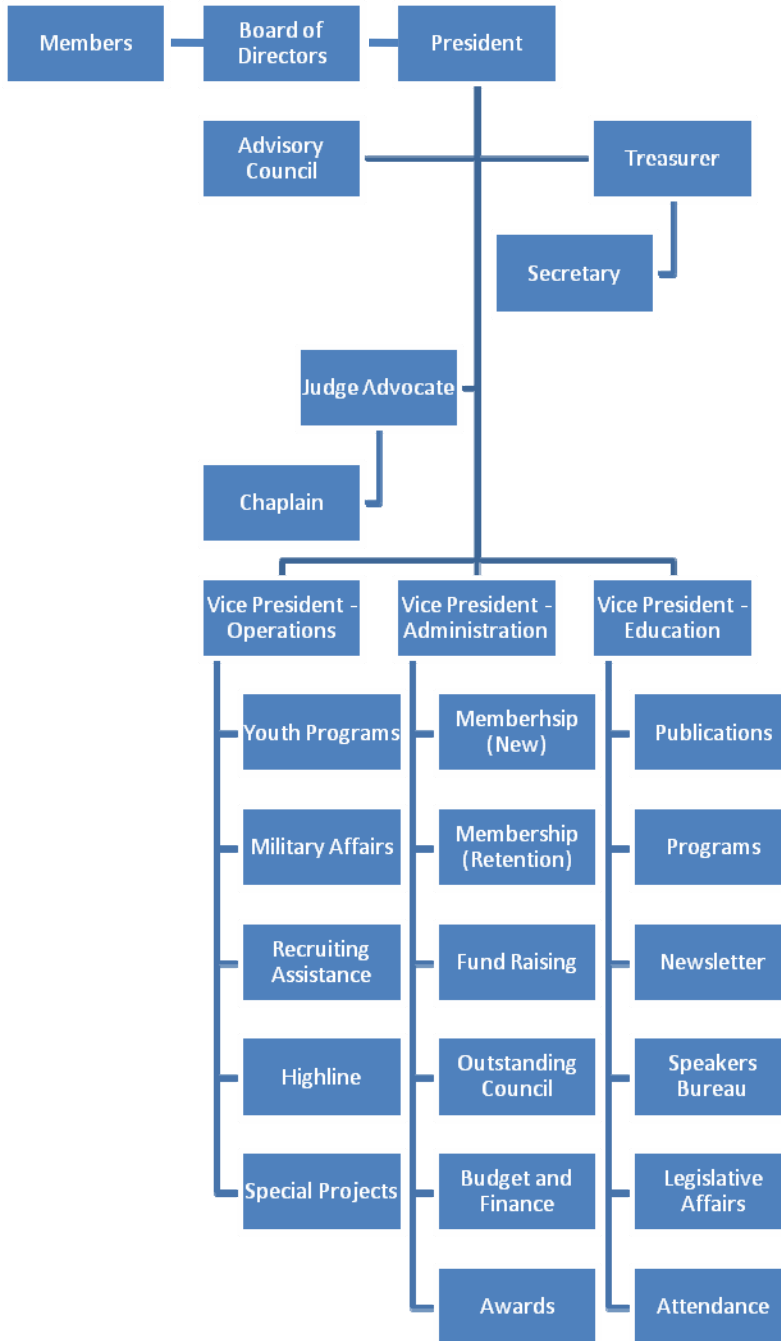 Members
Board of
Directors
President
Advisory
Council
Treasurer
Secretary
Judge Advocate
Chaplain
Vice President -
Operations
Vice President -
Administration
Vice President -
Education
Youth Programs
Memberhsip
(New)
Publications
Military Affairs
Membership
(Retention)
Programs
Recruiting
Assistance
Fund Raising
Newsletter
Highline
Outstanding
Council
Speakers
Bureau
Special Projects
Budget and
Finance
Legislative
Affairs
Awards
Attendance